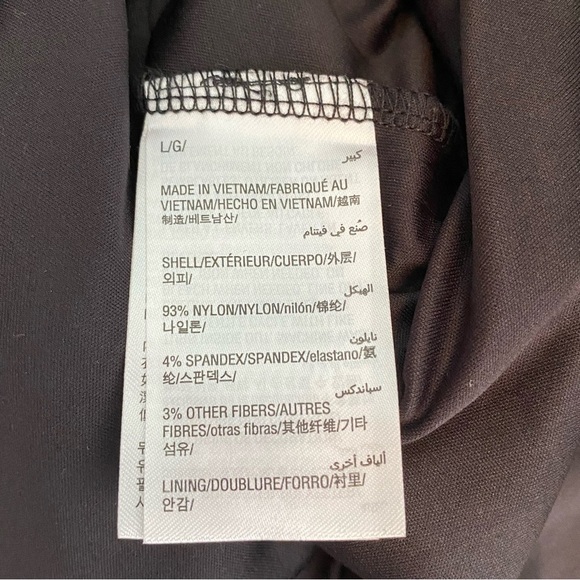 L/G/
كبير
MADE IN VIETNAM/FABRIQUÉ AU
VIETNAM/HECHO EN VIETNAM/越南
制造/베트남산/
صُنع في فيتنام
SHELL/EXTÉRIEUR/CUERPO/外层/
의피/
الهيكل
93% NYLON/NYLON/nilón/锦纶/
나일론/
نايلون
4% SPANDEX/SPANDEX/elastano/氨
纶/스판덱스/
سباندكس
3% OTHER FIBERS/AUTRES
FIBRES/otras fibras/其他纤维/기타
섬유/
ألياف أخرى
LINING/DOUBLURE/FORRO/衬里/
안감/